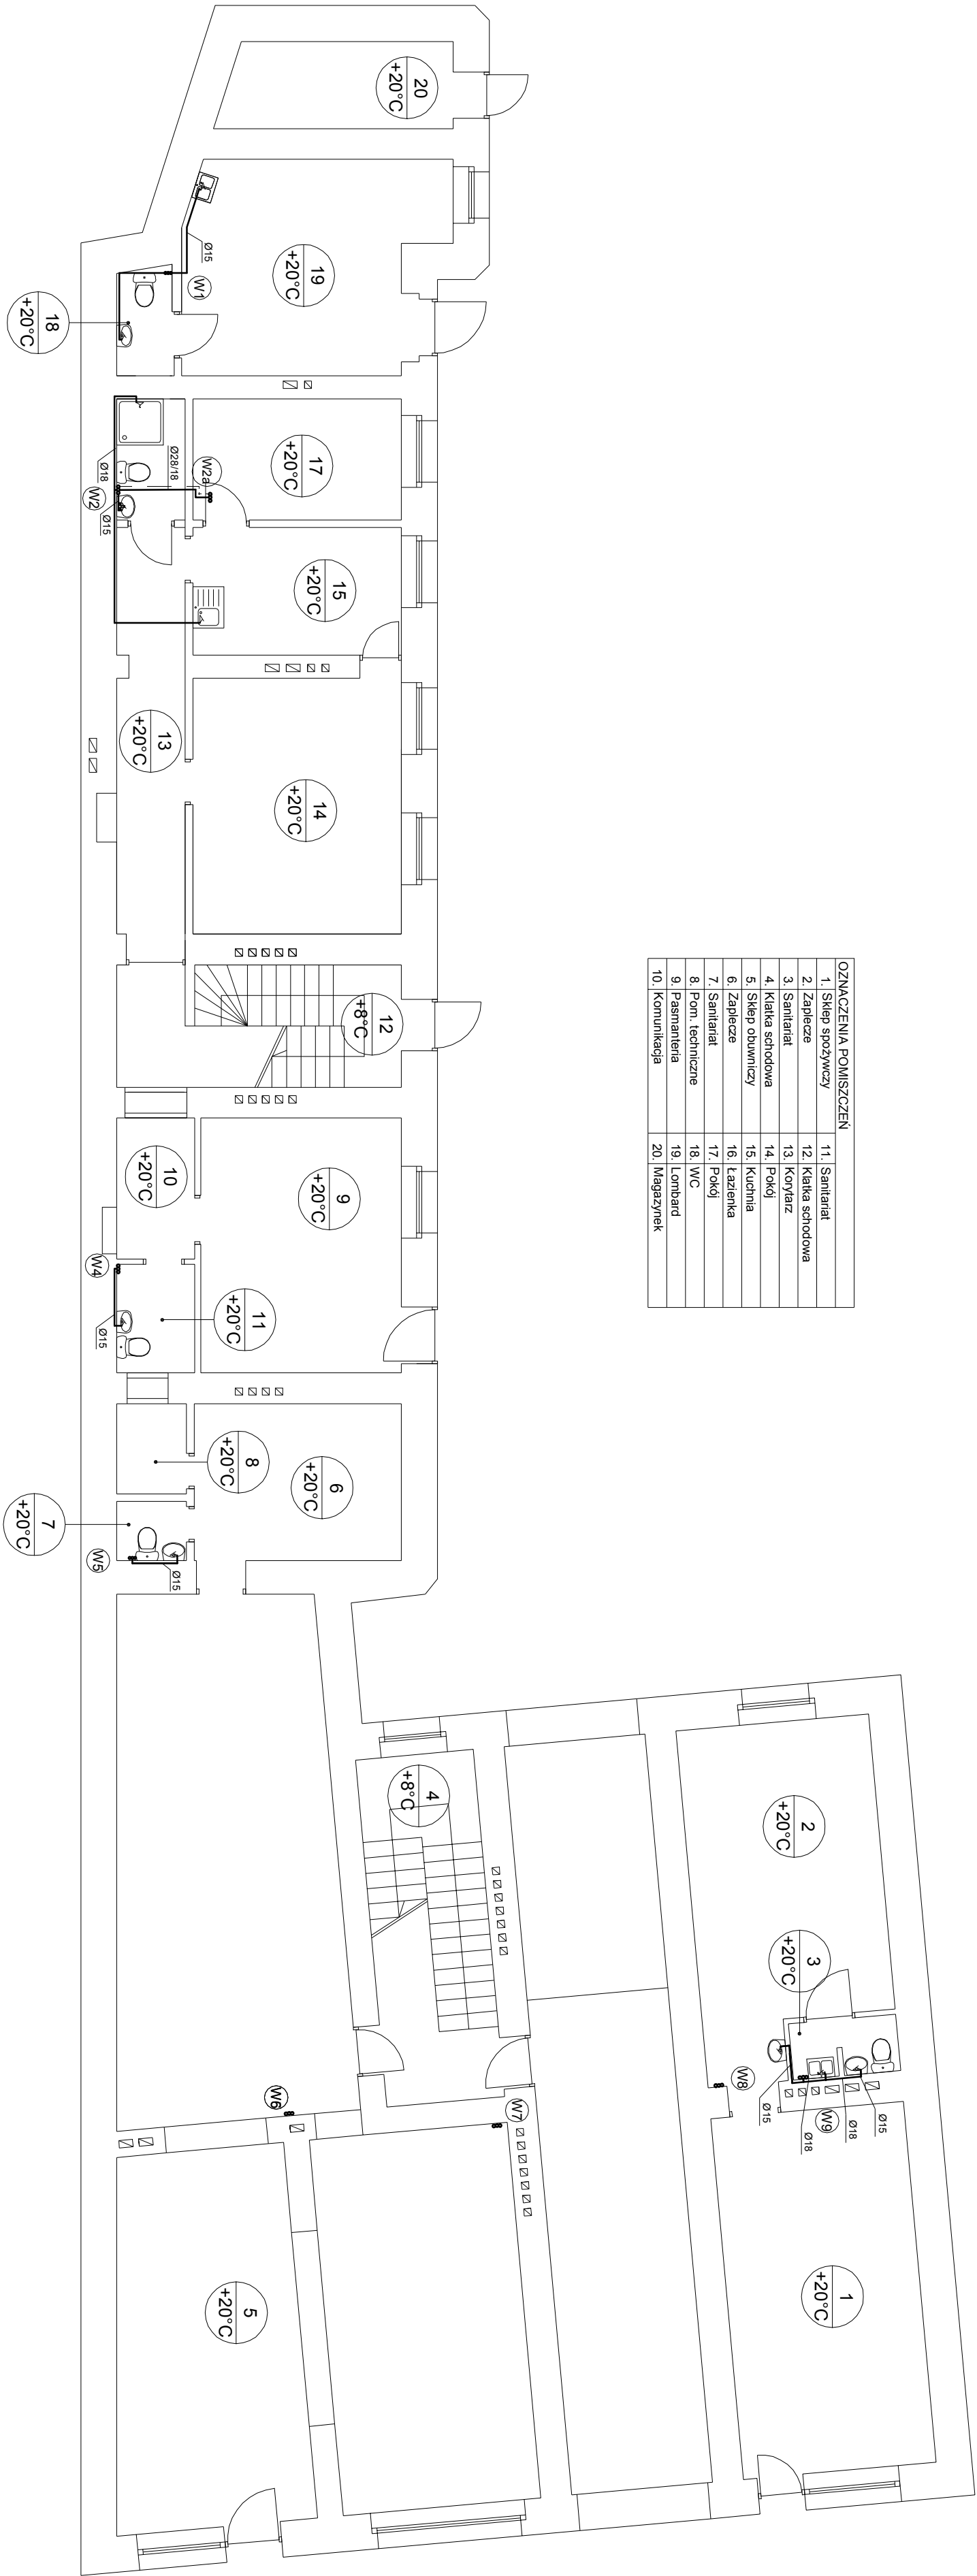 OZNACZENIA POMISZCZEŃ
1. Sklep spożywczy 11. Sanitariat
2. Zaplecze 12. Klatka schodowa
3. Sanitariat 13. Korytarz
4. Klatka schodowa 14. Pokój
5. Sklep obuwniczy 15. Kuchnia
6. Zaplecze 16. Łazienka
7. Sanitariat 17. Pokój
8. Pom. techniczne 18. WC
9. Pasmanteria 19. Lombard
10. Komunikacja 20. Magazynek
20
+20°C
19
+20°C
Ø15
W1
18
+20°C
17
+20°C
W2a
Ø28/18
Ø18
W2
Ø15
15
+20°C
13
+20°C
14
+20°C
12
+8°C
10
+20°C
9
+20°C
W4
Ø15
11
+20°C
8
+20°C
6
+20°C
7
+20°C
W5
Ø15
4
+8°C
2
+20°C
3
+20°C
W8
Ø15
W9
Ø18
Ø18
Ø15
W6
W7
5
+20°C
1
+20°C